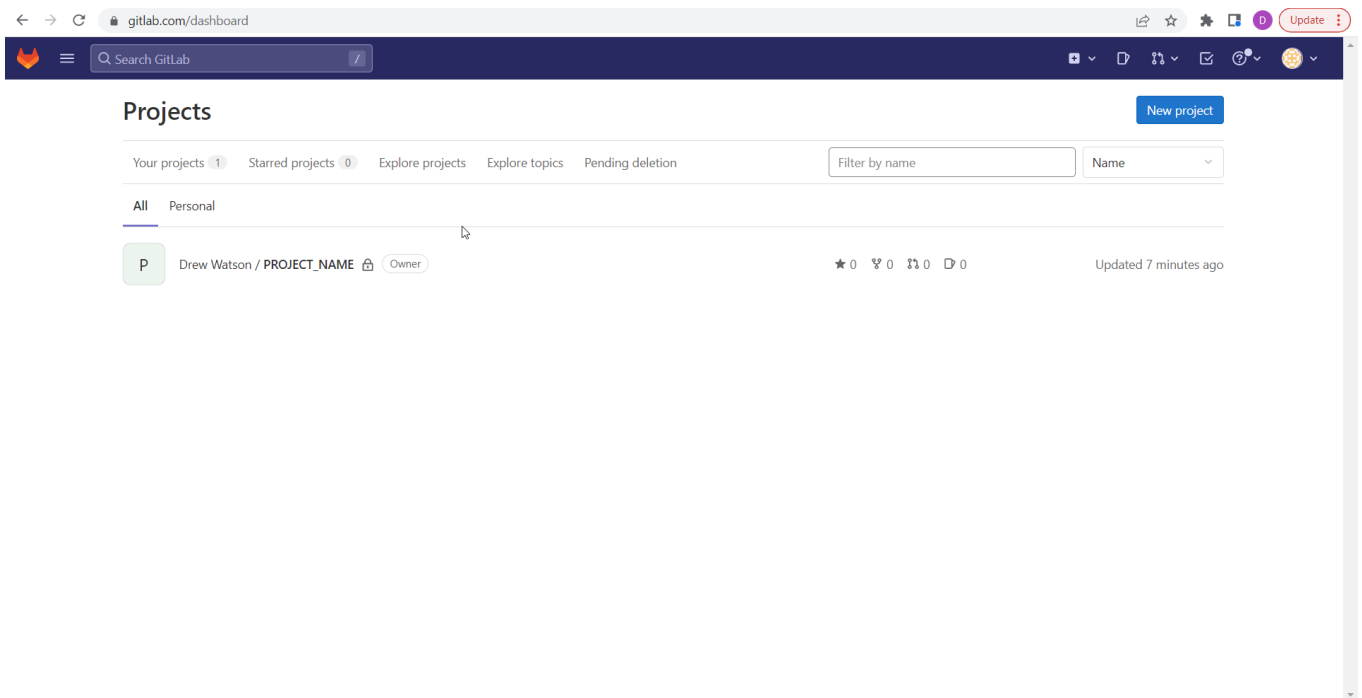 gitlab.com/dashboard
D
Update
Search GitLab /
Projects
New project
Your projects 1 Starred projects 0 Explore projects Explore topics Pending deletion Filter by name Name
All Personal
P Drew Watson / PROJECT_NAME Owner 0 0 0 0 Updated 7 minutes ago